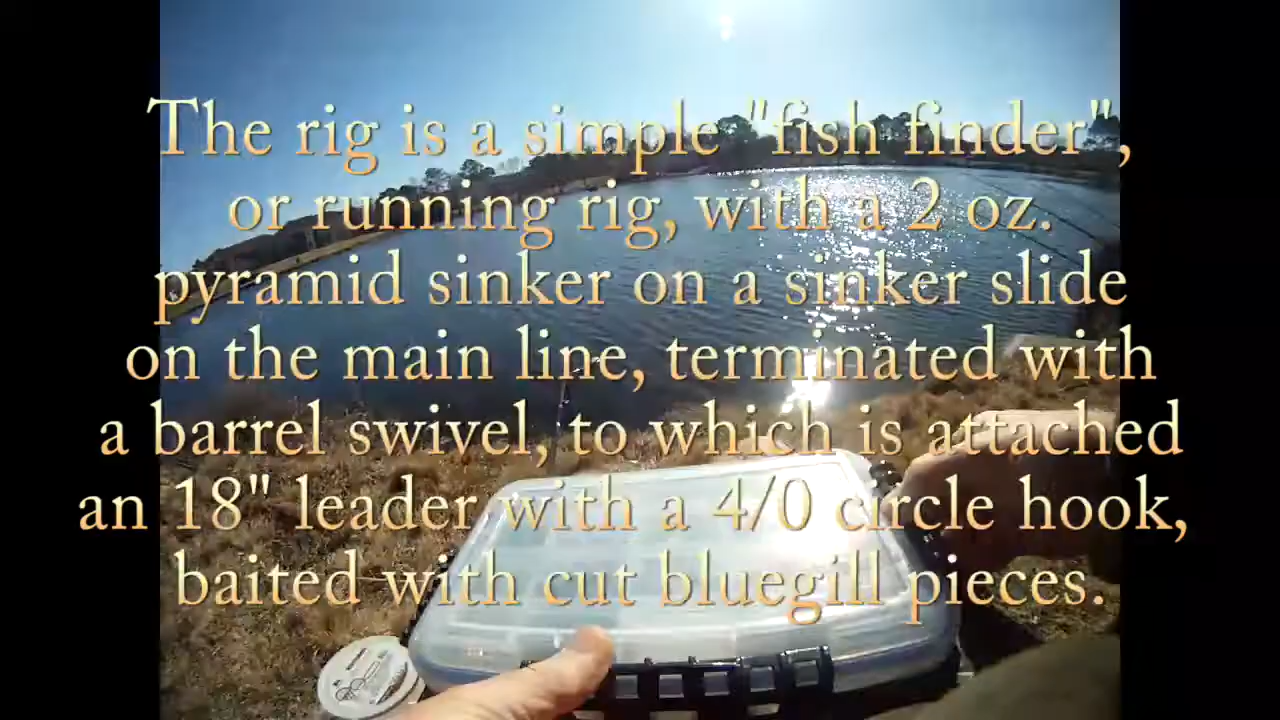 The rig is a simple "fish finder",
or running rig, with a 2 oz.
pyramid sinker on a sinker slide
on the main line, terminated with
a barrel swivel, to which is attached
an 18" leader with a 4/0 circle hook,
baited with cut bluegill pieces.